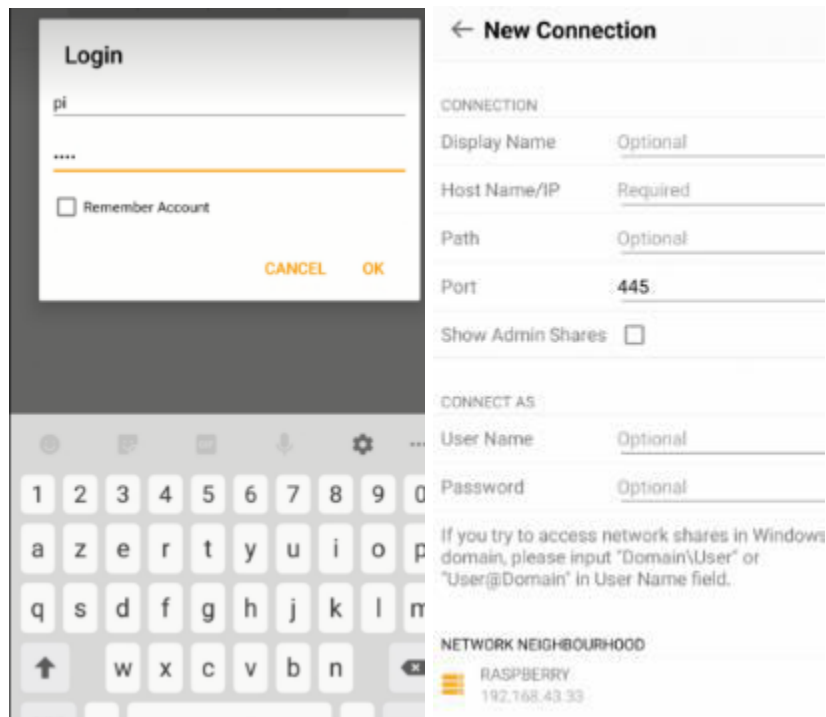 Login
pi
....
Remember Account
CANCEL OK
1 2 3 4 5 6 7 8 9 0
a z e r t y u i o p
q s d f g h j k l m
w x c v b n
← New Connection
CONNECTION
Display Name Optional
Host Name/IP Required
Path Optional
Port 445
Show Admin Shares
CONNECT AS
User Name Optional
Password Optional
If you try to access network shares in Windows
domain, please input "Domain\User" or
"User@Domain" in User Name field.
NETWORK NEIGHBOURHOOD
RASPBERRY
192.168.43.33